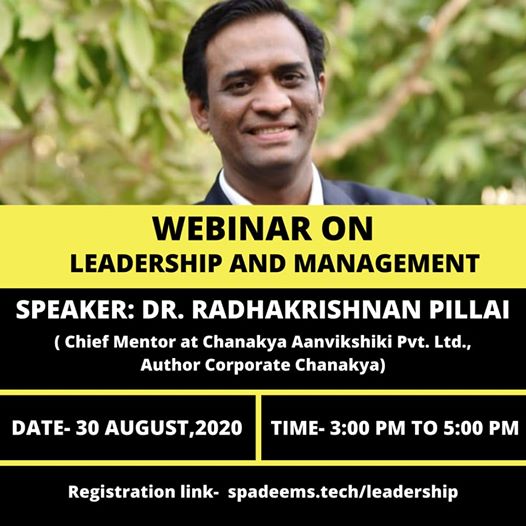 WEBINAR ON
LEADERSHIP AND MANAGEMENT
SPEAKER: DR. RADHAKRISHNAN PILLAI
( Chief Mentor at Chanakya Aanvikshiki Pvt. Ltd.,
Author Corporate Chanakya)
DATE- 30 AUGUST,2020
TIME- 3:00 PM TO 5:00 PM
Registration link- spadeems.tech/leadership